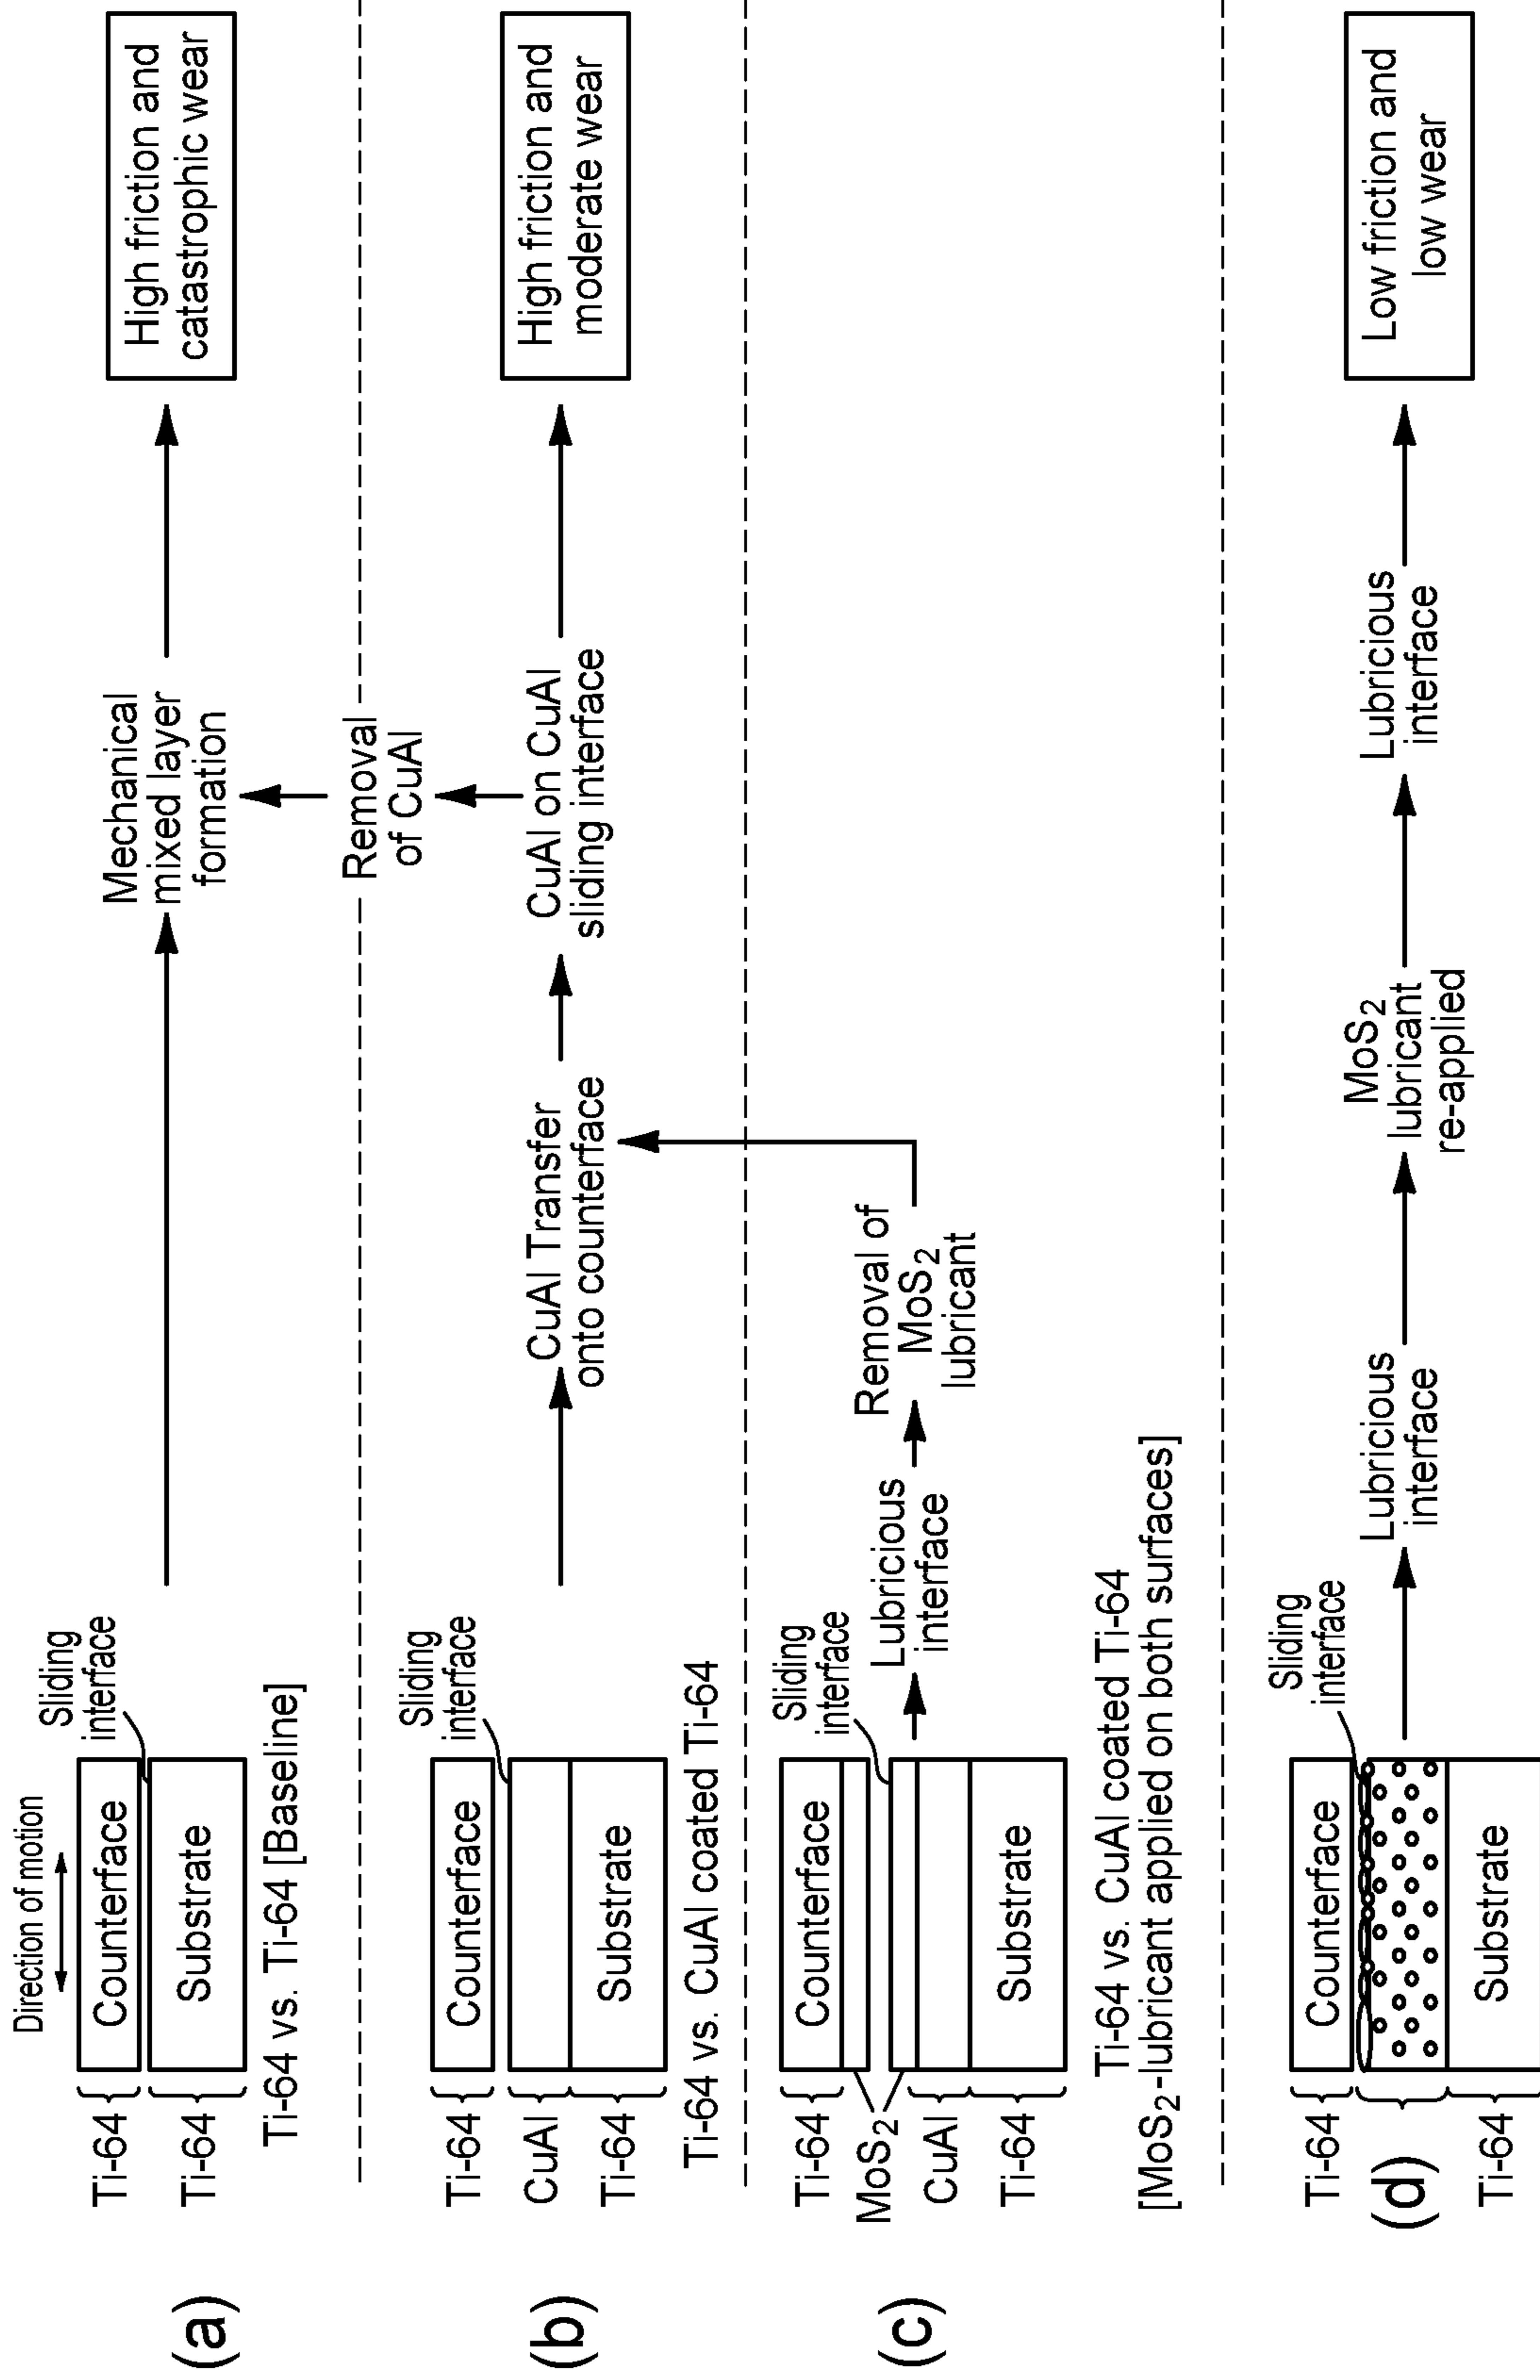 (a)
Direction of motion
Sliding
interface
Ti-64
Counterface
Ti-64
Substrate
Ti-64 vs. Ti-64 [Baseline]
Mechanical
mixed layer
formation
High friction and
catastrophic wear
Removal
of CuAl
(b)
Sliding
interface
Ti-64
Counterface
CuAl
Ti-64
Substrate
Ti-64 vs. CuAl coated Ti-64
CuAl Transfer
onto counterface
CuAl on CuAl
sliding interface
High friction and
moderate wear
(c)
Sliding
interface
Ti-64
Counterface
MoS2
CuAl
Ti-64
Substrate
Lubricious
interface
Removal of
MoS2
lubricant
Ti-64 vs. CuAl coated Ti-64
[MoS2-lubricant applied on both surfaces]
Sliding
interface
Ti-64
Counterface
(d)
Ti-64
Substrate
Lubricious
interface
MoS2
lubricant
re-applied
Lubricious
interface
Low friction and
low wear